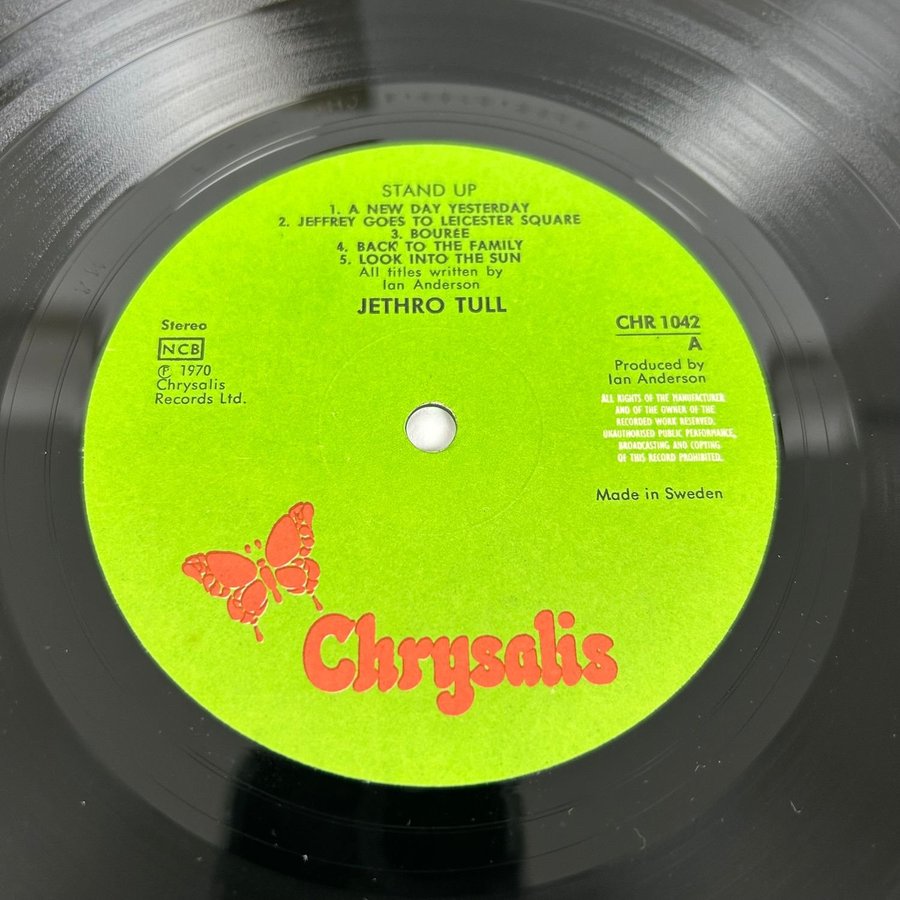 STAND UP
1. A NEW DAY YESTERDAY
2. JEFFREY GOES TO LEICESTER SQUARE
3. BOURÉE
4. BACK TO THE FAMILY
5. LOOK INTO THE SUN
All titles written by
Ian Anderson
JETHRO TULL
Stereo
NCB
℗ 1970
Chrysalis
Records Ltd.
CHR 1042
A
Produced by
Ian Anderson
ALL RIGHTS OF THE MANUFACTURER
AND OF THE OWNER OF THE
RECORDED WORK RESERVED.
UNAUTHORISED PUBLIC PERFORMANCE,
BROADCASTING AND COPYING
OF THIS RECORD PROHIBITED.
Made in Sweden
Chrysalis